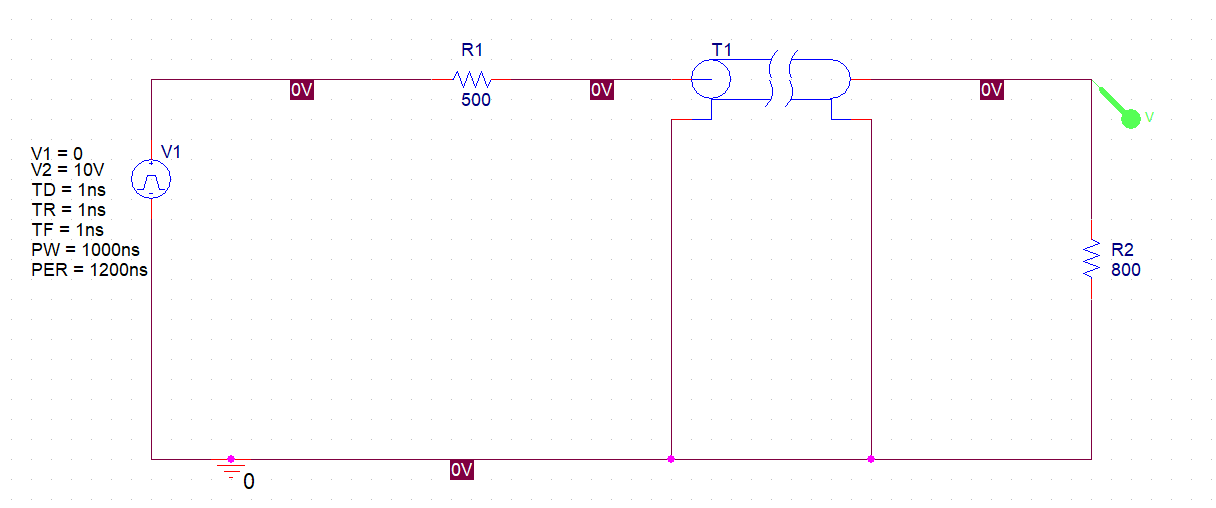 R1
T1
0V
0V
0V
500
V
V1
V1 = 0
V2 = 10V
TD = 1ns
TR = 1ns
TF = 1ns
PW = 1000ns
PER = 1200ns
R2
800
0V
0